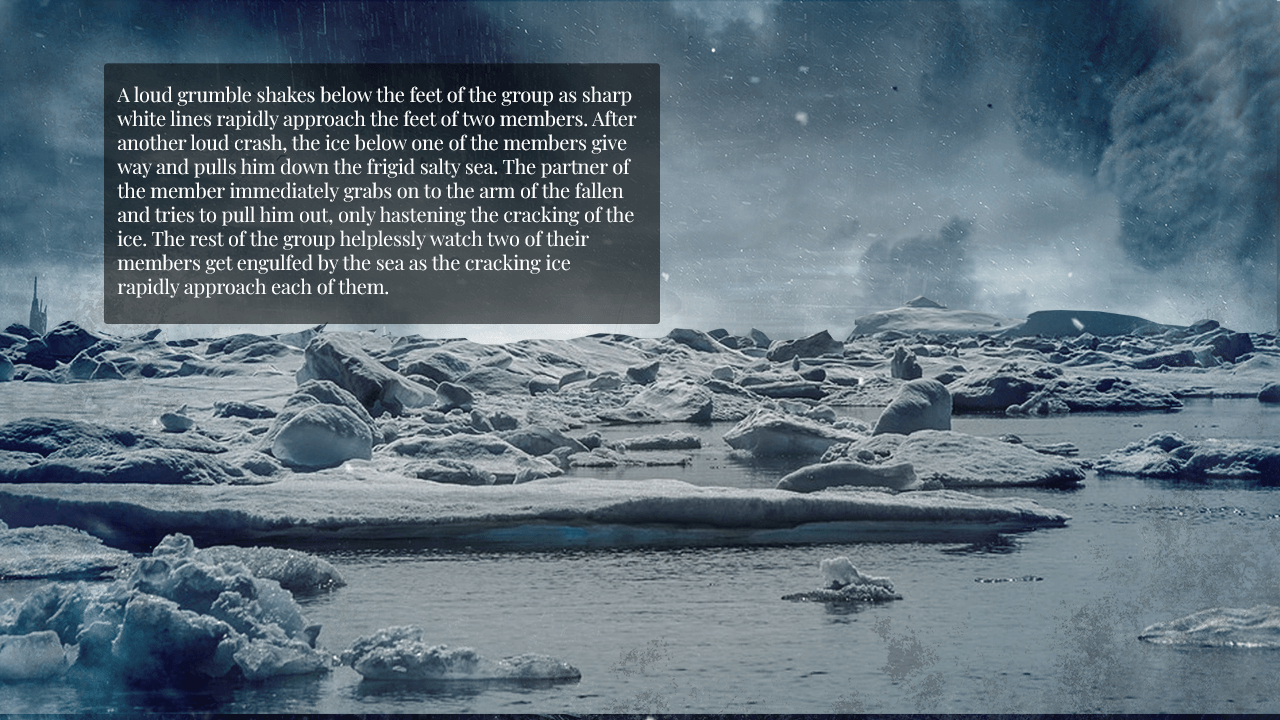 A loud grumble shakes below the feet of the group as sharp
white lines rapidly approach the feet of two members. After
another loud crash, the ice below one of the members give
way and pulls him down the frigid salty sea. The partner of
the member immediately grabs on to the arm of the fallen
and tries to pull him out, only hastening the cracking of the
ice. The rest of the group helplessly watch two of their
members get engulfed by the sea as the cracking ice
rapidly approach each of them.